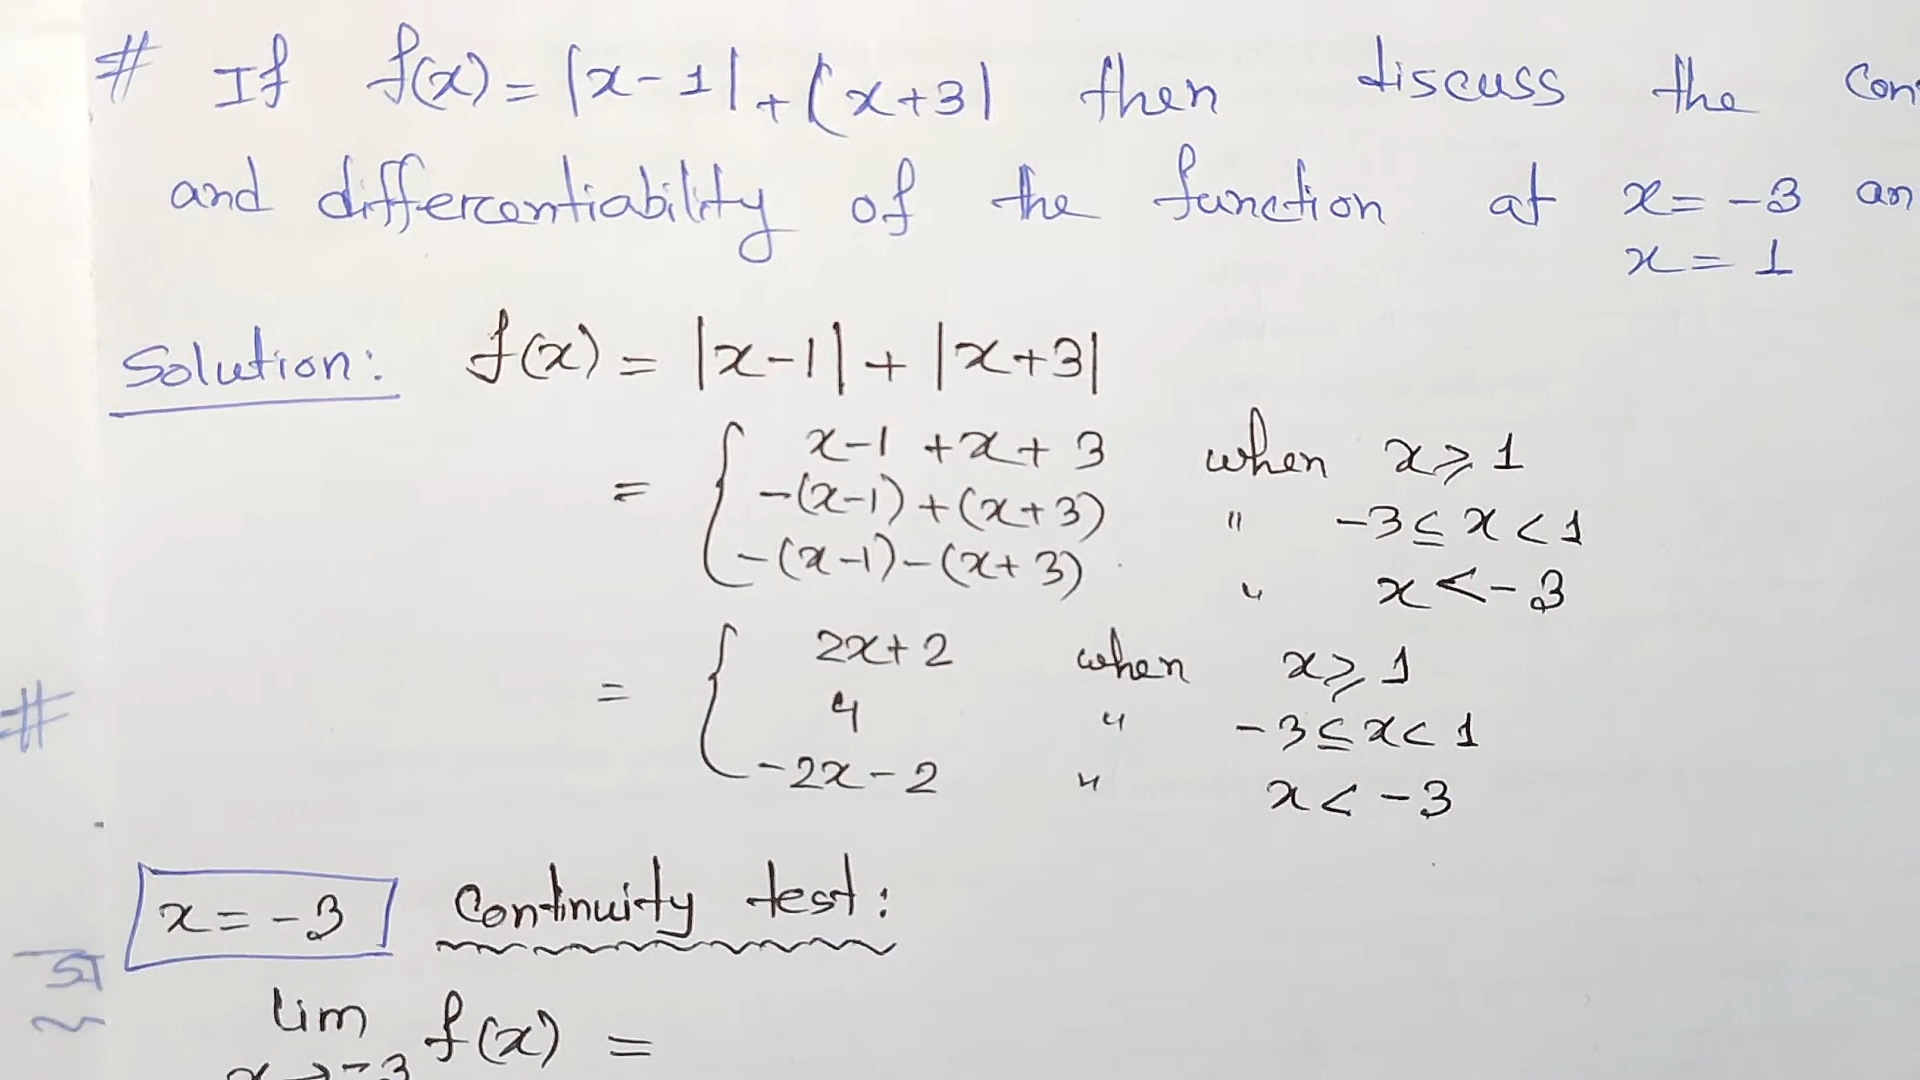 # If f(x) = |x-1| + |x+3| then discuss the
and differentiability of the function at x = -3
x = 1
Solution: f(x) = |x-1| + |x+3|
= { x-1 +x+3 when x ⩾ 1
-(x-1)+(x+3) " -3 ≤ x < 1
-(x-1)-(x+3) " x < -3
= { 2x+2 when x ⩾ 1
4 " -3 ≤ x < 1
-2x-2 " x < -3
#
x = -3 Continuity test:
lim x→-3 f(x) =